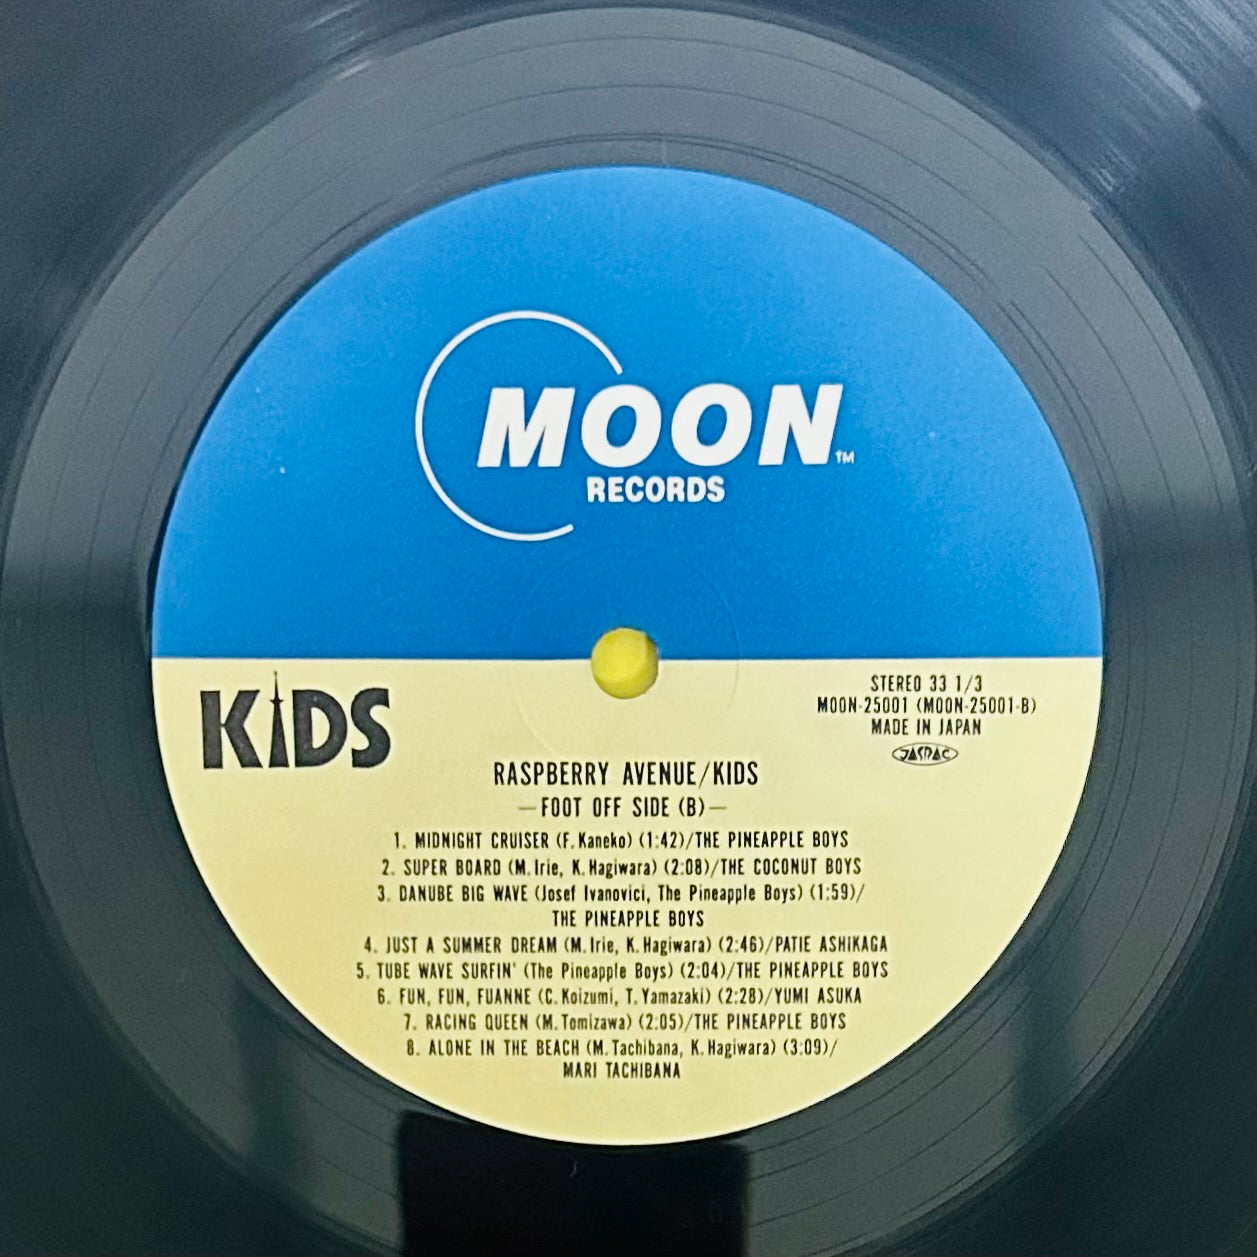 MOON TM
RECORDS
KIDS
STEREO 33 1/3
MOON-25001 (MOON-25001-B)
MADE IN JAPAN
JASRAC
RASPBERRY AVENUE/KIDS
—FOOT OFF SIDE (B)—
1. MIDNIGHT CRUISER (F. Kaneko) (1:42)/THE PINEAPPLE BOYS
2. SUPER BOARD (M. Irie, K. Hagiwara) (2:08)/THE COCONUT BOYS
3. DANUBE BIG WAVE (Josef Ivanovici, The Pineapple Boys) (1:59)/
THE PINEAPPLE BOYS
4. JUST A SUMMER DREAM (M. Irie, K. Hagiwara) (2:46)/PATIE ASHIKAGA
5. TUBE WAVE SURFIN' (The Pineapple Boys) (2:04)/THE PINEAPPLE BOYS
6. FUN, FUN, FUANNE (C. Koizumi, T. Yamazaki) (2:28)/YUMI ASUKA
7. RACING QUEEN (M. Tomizawa) (2:05)/THE PINEAPPLE BOYS
8. ALONE IN THE BEACH (M. Tachibana, K. Hagiwara) (3:09)/
MARI TACHIBANA